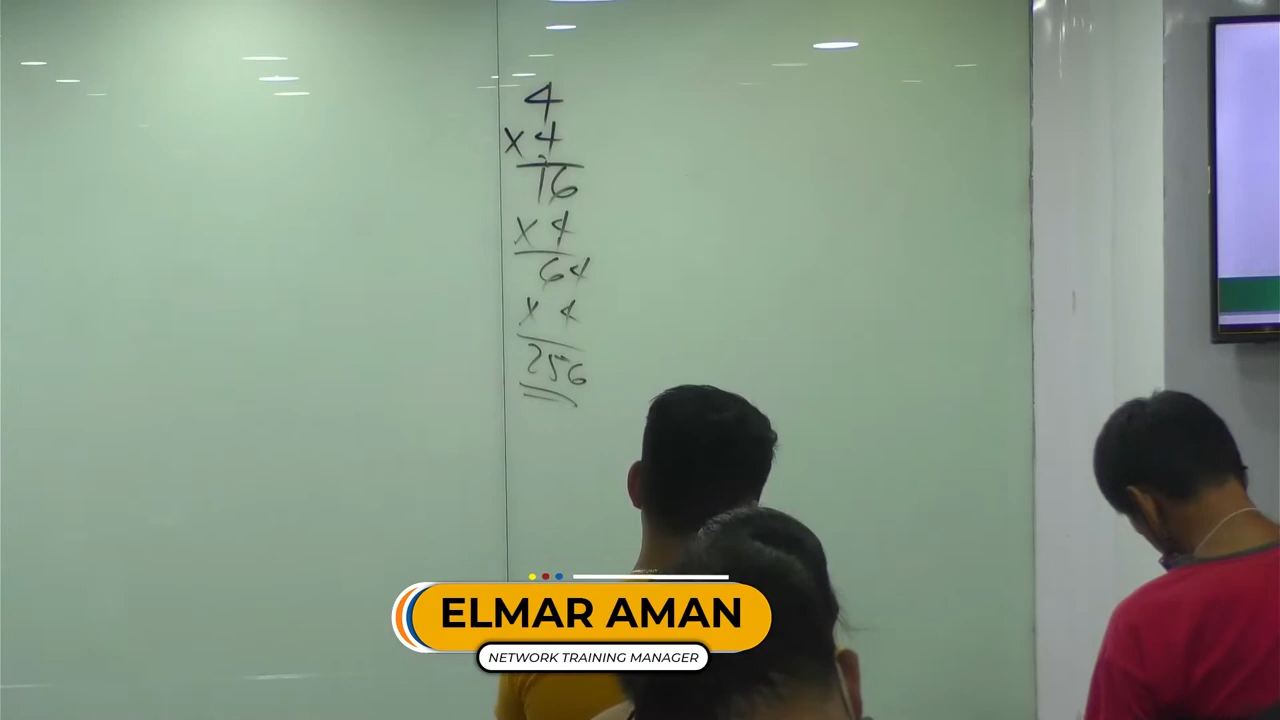 4
x 4
16
x 4
64
x 4
256
ELMAR AMAN
NETWORK TRAINING MANAGER